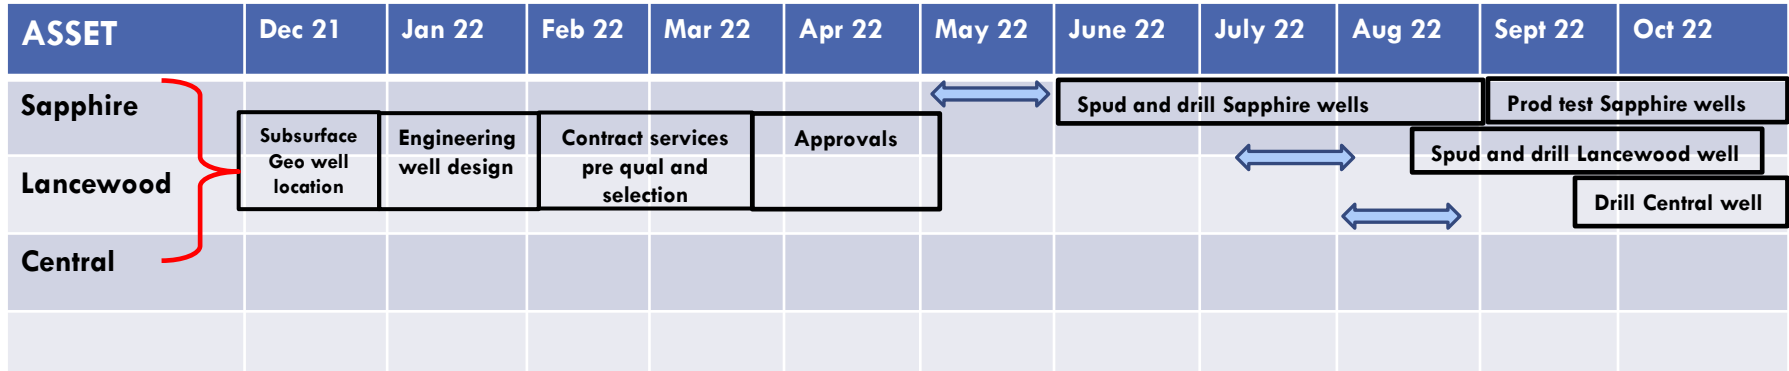 ASSET
Dec 21
Jan 22
Feb 22
Mar 22
Apr 22
May 22
June 22
July 22
Aug 22
Sept 22
Oct 22
Sapphire
Lancewood
Central
Subsurface
Geo well
location
Engineering
well design
Contract services
pre qual and
selection
Approvals
Spud and drill Sapphire wells
Prod test Sapphire wells
Spud and drill Lancewood well
Drill Central well